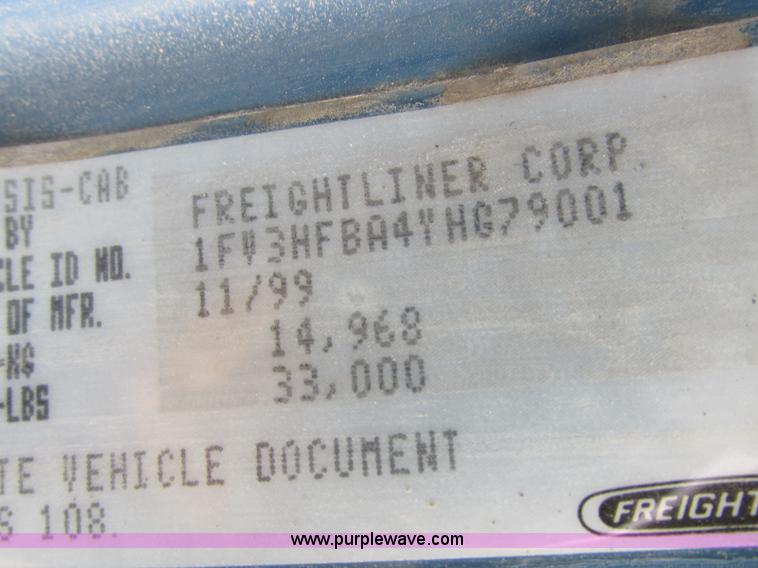 SIS-CAB FREIGHTLINER CORP.
BY 1FV3HFBA4YHG79001
CLE ID NO. 11/99
OF MFR. 14,968
-KG 33,000
-LBS
TE VEHICLE DOCUMENT
S 108.
FREIGHT
www.purplewave.com